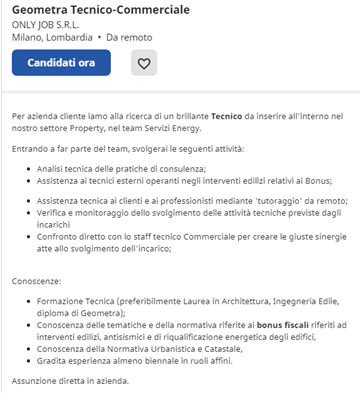 Geometra Tecnico-Commerciale
ONLY JOB S.R.L.
Milano, Lombardia • Da remoto
Candidati ora
Per azienda cliente iamo alla ricerca di un brillante Tecnico da inserire all'interno nel
nostro settore Property, nel team Servizi Energy.
Entrando a far parte del team, svolgerai le seguenti attività:
• Analisi tecnica delle pratiche di consulenza;
• Assistenza ai tecnici esterni operanti negli interventi edilizi relativi ai Bonus;
• Assistenza tecnica ai clienti e ai professionisti mediante 'tutoraggio' da remoto;
• Verifica e monitoraggio dello svolgimento delle attività tecniche previste dagli
incarichi
• Confronto diretto con lo staff tecnico Commerciale per creare le giuste sinergie
atte allo svolgimento dell'incarico;
Conoscenze:
• Formazione Tecnica (preferibilmente Laurea in Architettura, Ingegneria Edile,
diploma di Geometra);
• Conoscenza delle tematiche e della normativa riferite ai bonus fiscali riferiti ad
interventi edilizi, antisismici e di riqualificazione energetica degli edifici,
• Conoscenza della Normativa Urbanistica e Catastale,
• Gradita esperienza almeno biennale in ruoli affini.
Assunzione diretta in azienda.